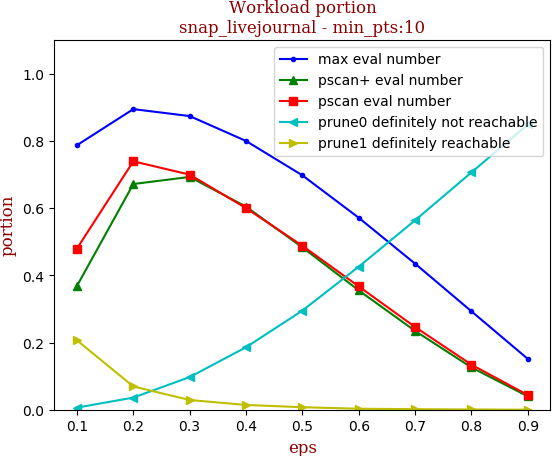 Workload portion
snap_livejournal - min_pts:10
max eval number
pscan+ eval number
pscan eval number
prune0 definitely not reachable
prune1 definitely reachable
portion
1.0
0.8
0.6
0.4
0.2
0.0
0.1 0.2 0.3 0.4 0.5 0.6 0.7 0.8 0.9
eps